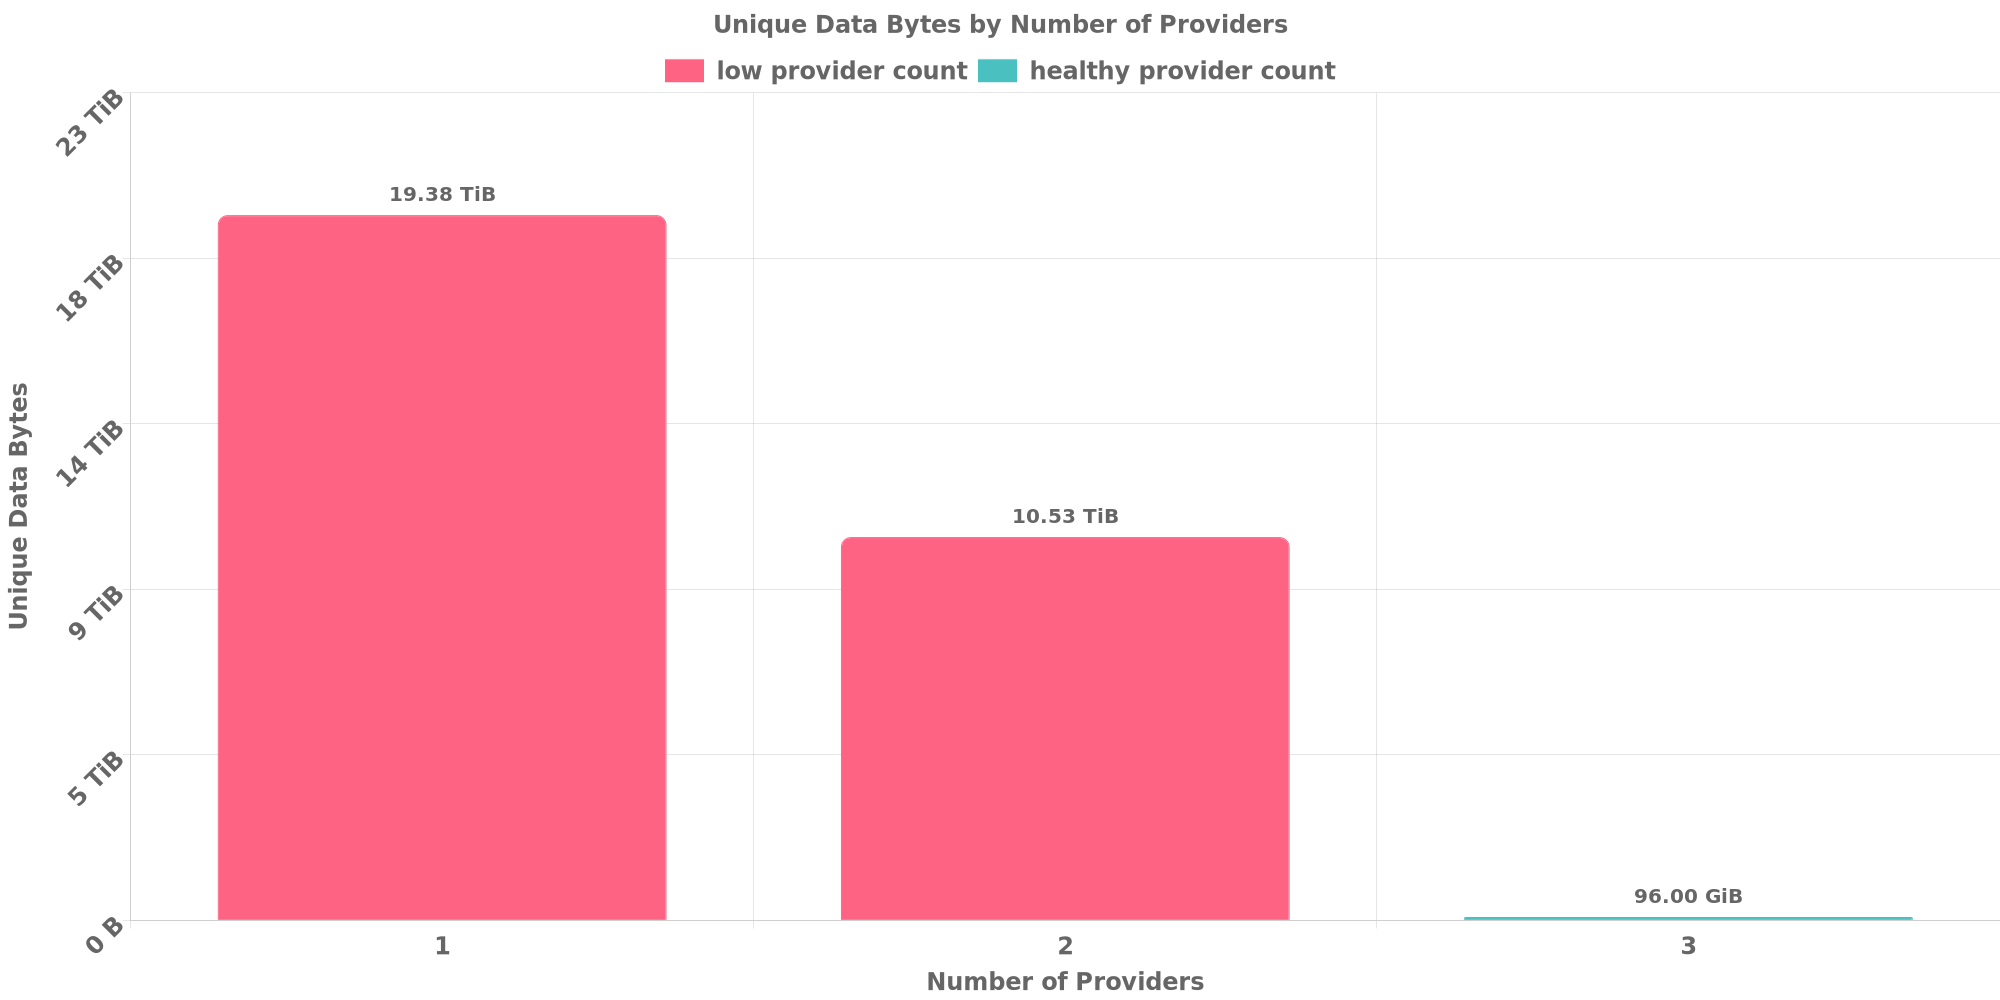 Unique Data Bytes by Number of Providers
low provider count healthy provider count
23 TiB
18 TiB
14 TiB
9 TiB
5 TiB
0 B
Unique Data Bytes
19.38 TiB
10.53 TiB
96.00 GiB
1 2 3
Number of Providers